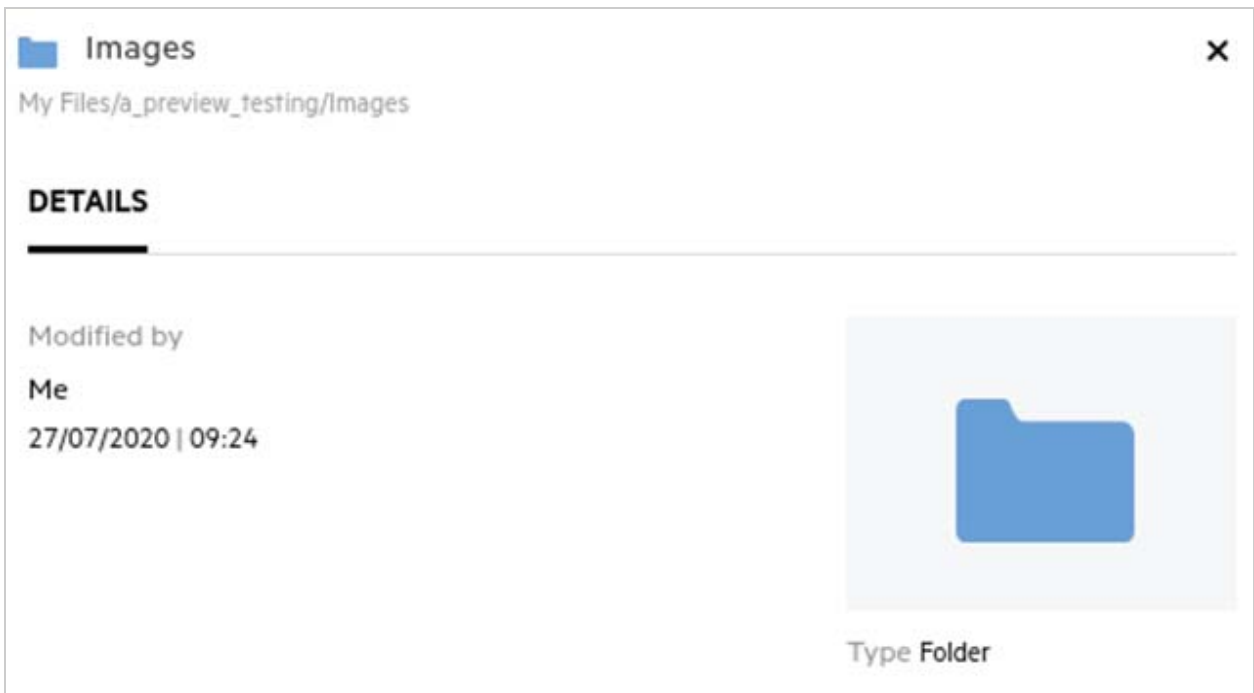 Images
My Files/a_preview_testing/Images
DETAILS
Modified by
Me
27/07/2020 | 09:24
Type Folder